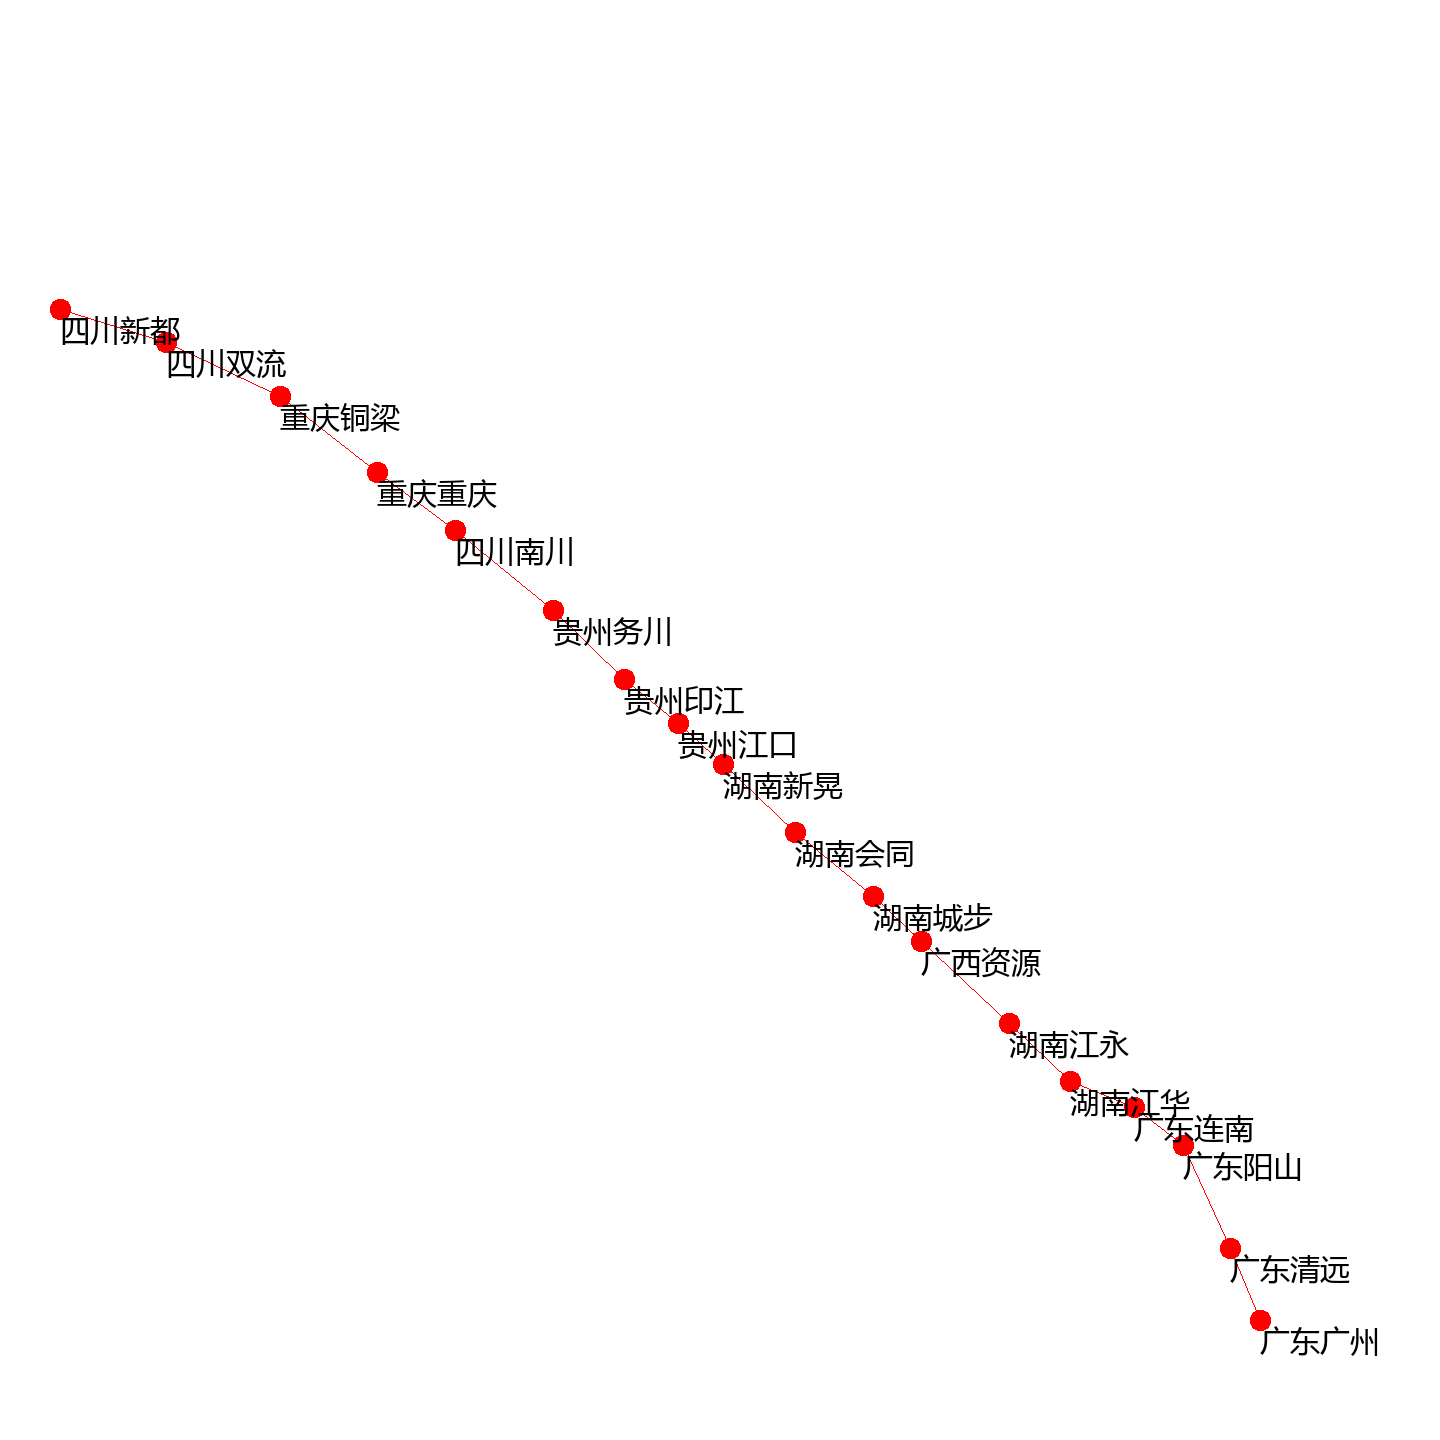 四川新都
四川双流
重庆铜梁
重庆重庆
四川南川
贵州务川
贵州印江
贵州江口
湖南新晃
湖南会同
湖南城步
广西资源
湖南江永
湖南江华
广东连南
广东阳山
广东清远
广东广州